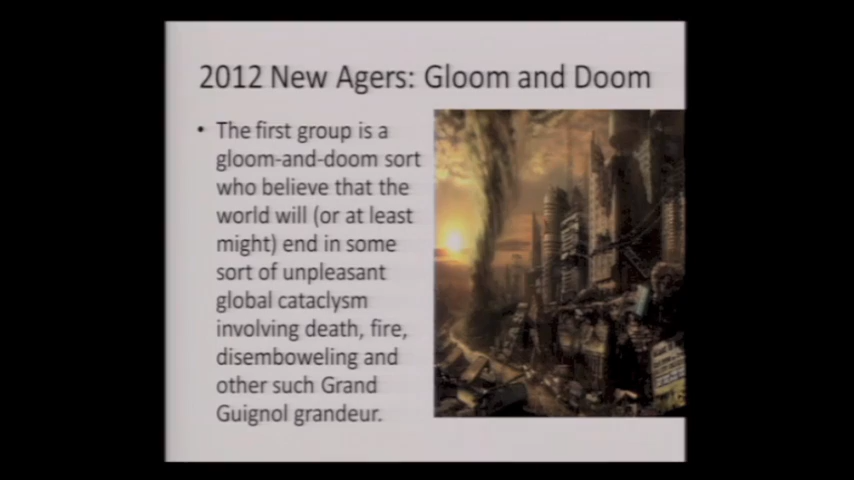 2012 New Agers: Gloom and Doom
• The first group is a
gloom-and-doom sort
who believe that the
world will (or at least
might) end in some
sort of unpleasant
global cataclysm
involving death, fire,
disemboweling and
other such Grand
Guignol grandeur.